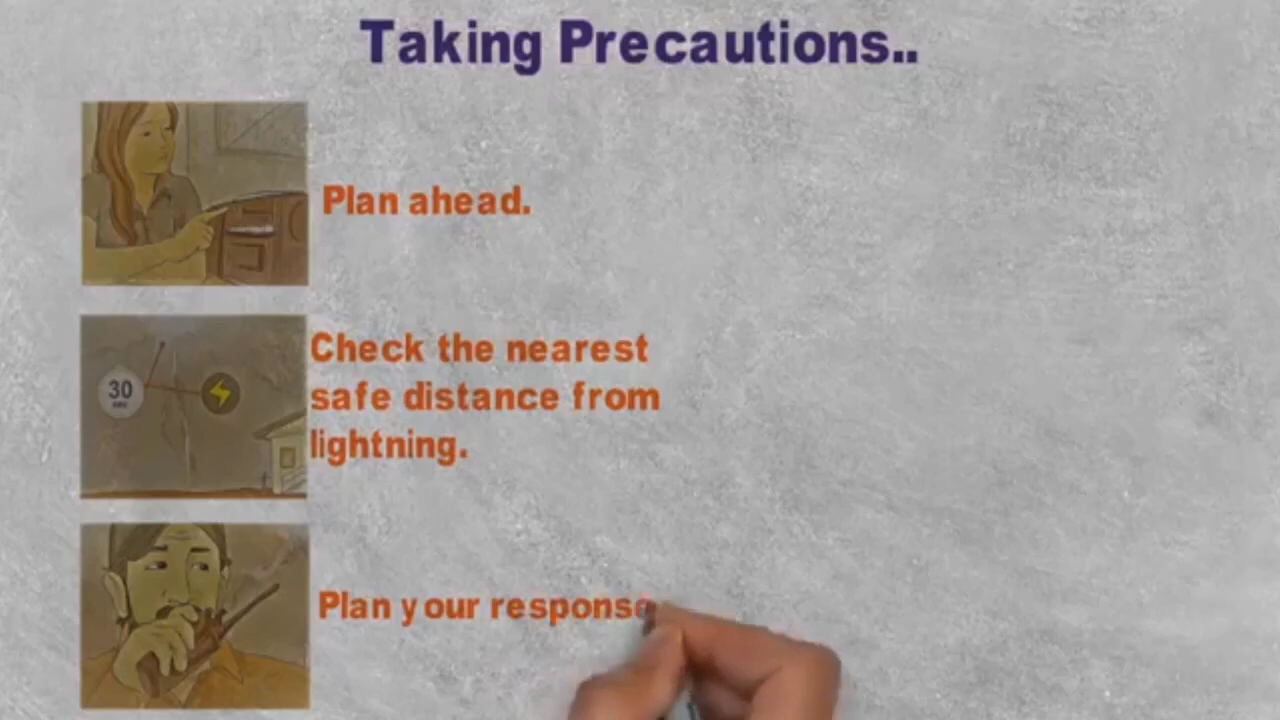 Taking Precautions..
Plan ahead.
30
Check the nearest
safe distance from
lightning.
Plan your response